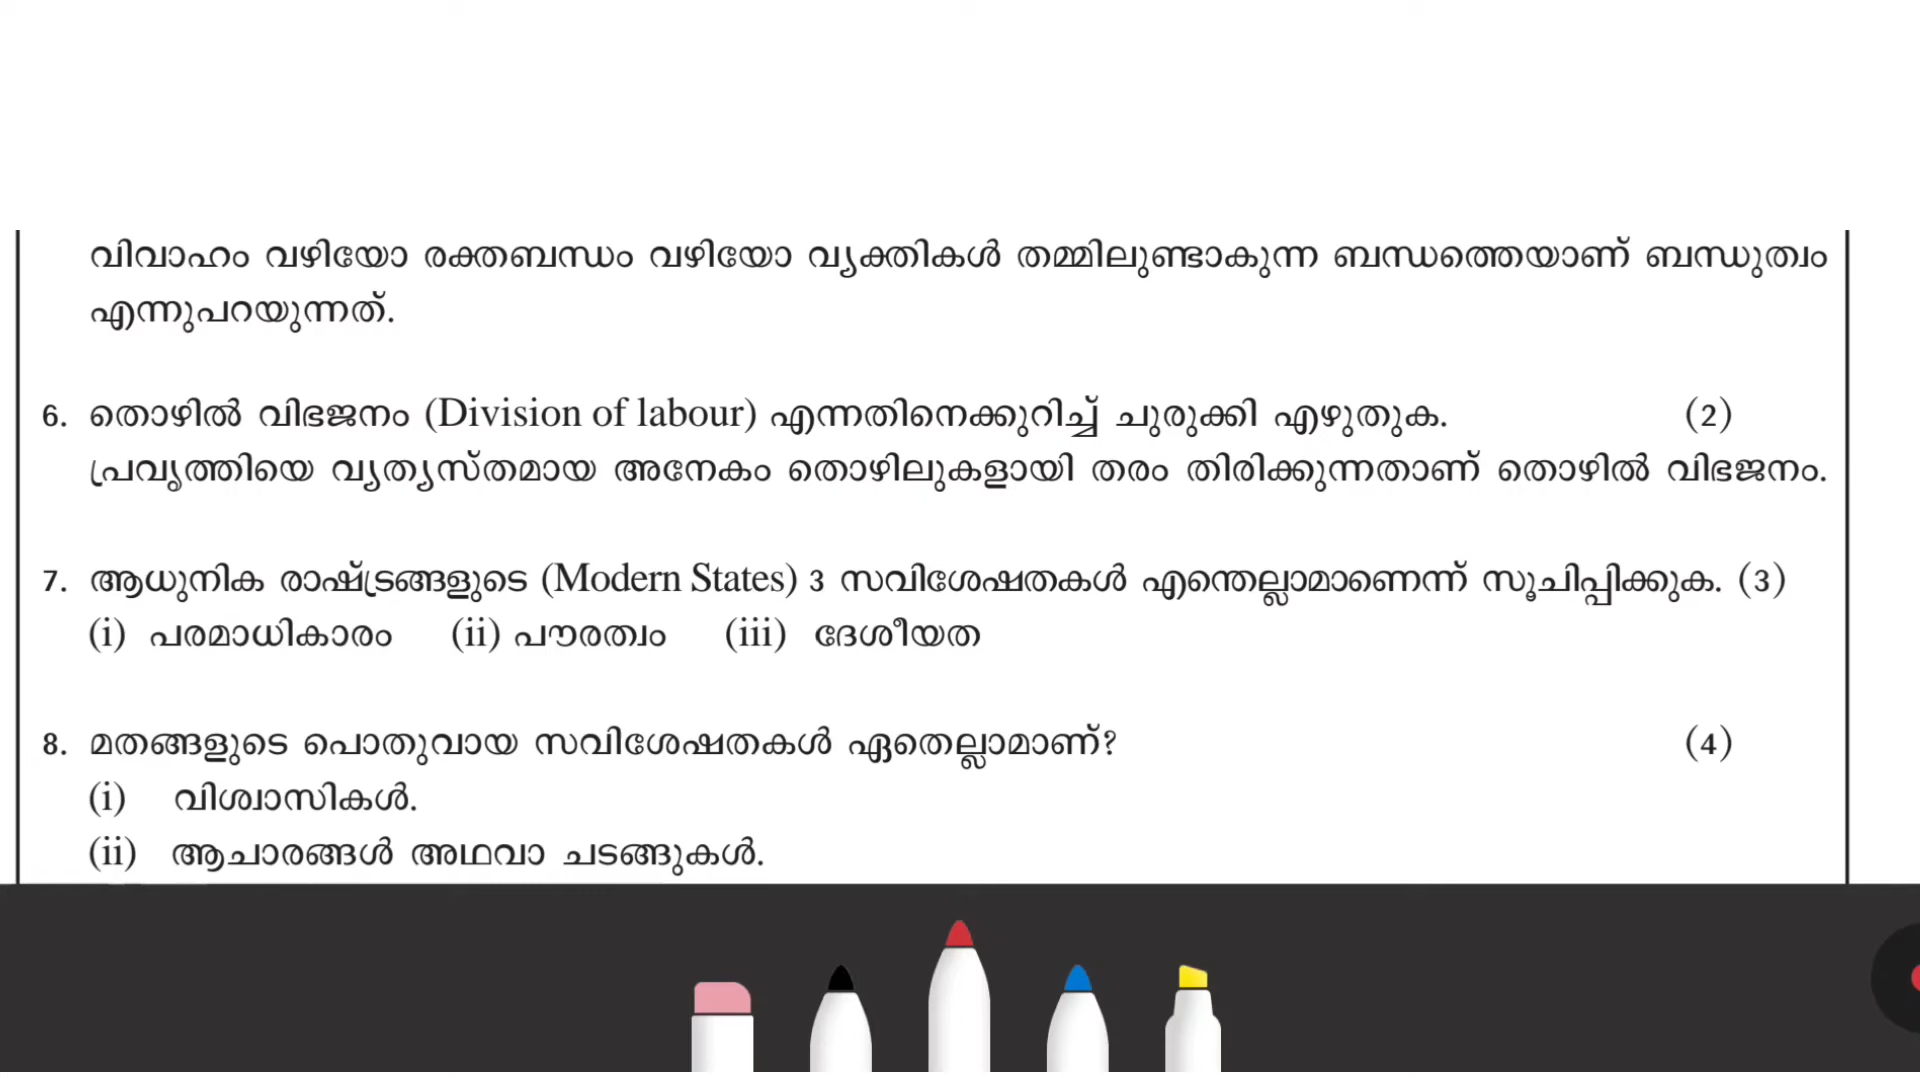 വിവാഹം വഴിയോ രക്തബന്ധം വഴിയോ വ്യക്തികൾ തമ്മിലുണ്ടാകുന്ന ബന്ധത്തെയാണ് ബന്ധുത്വം
എന്നുപറയുന്നത്.
6. തൊഴിൽ വിഭജനം (Division of labour) എന്നതിനെക്കുറിച്ച് ചുരുക്കി എഴുതുക. (2)
പ്രവൃത്തിയെ വ്യത്യസ്തമായ അനേകം തൊഴിലുകളായി തരം തിരിക്കുന്നതാണ് തൊഴിൽ വിഭജനം.
7. ആധുനിക രാഷ്ട്രങ്ങളുടെ (Modern States) 3 സവിശേഷതകൾ എന്തെല്ലാമാണെന്ന് സൂചിപ്പിക്കുക. (3)
(i) പരമാധികാരം (ii) പൗരത്വം (iii) ദേശീയത
8. മതങ്ങളുടെ പൊതുവായ സവിശേഷതകൾ ഏതെല്ലാമാണ്? (4)
(i) വിശ്വാസികൾ.
(ii) ആചാരങ്ങൾ അഥവാ ചടങ്ങുകൾ.